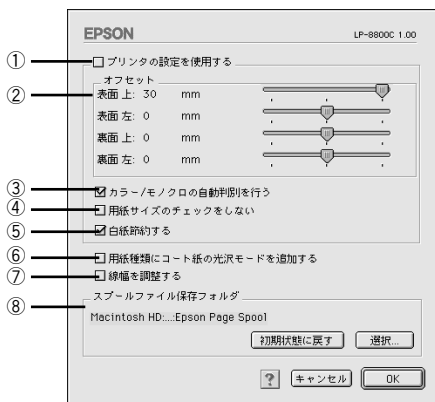 EPSON LP-8800C 1.00
① プリンタの設定を使用する
オフセット
② 表面 上: 30 mm
表面 左: 0 mm
裏面 上: 0 mm
裏面 左: 0 mm
③ カラー/モノクロの自動判別を行う
④ 用紙サイズのチェックをしない
⑤ 白紙節約する
⑥ 用紙種類にコート紙の光沢モードを追加する
⑦ 線幅を調整する
スプールファイル保存フォルダ
⑧ Macintosh HD:...:Epson Page Spool
初期状態に戻す 選択...
? キャンセル OK